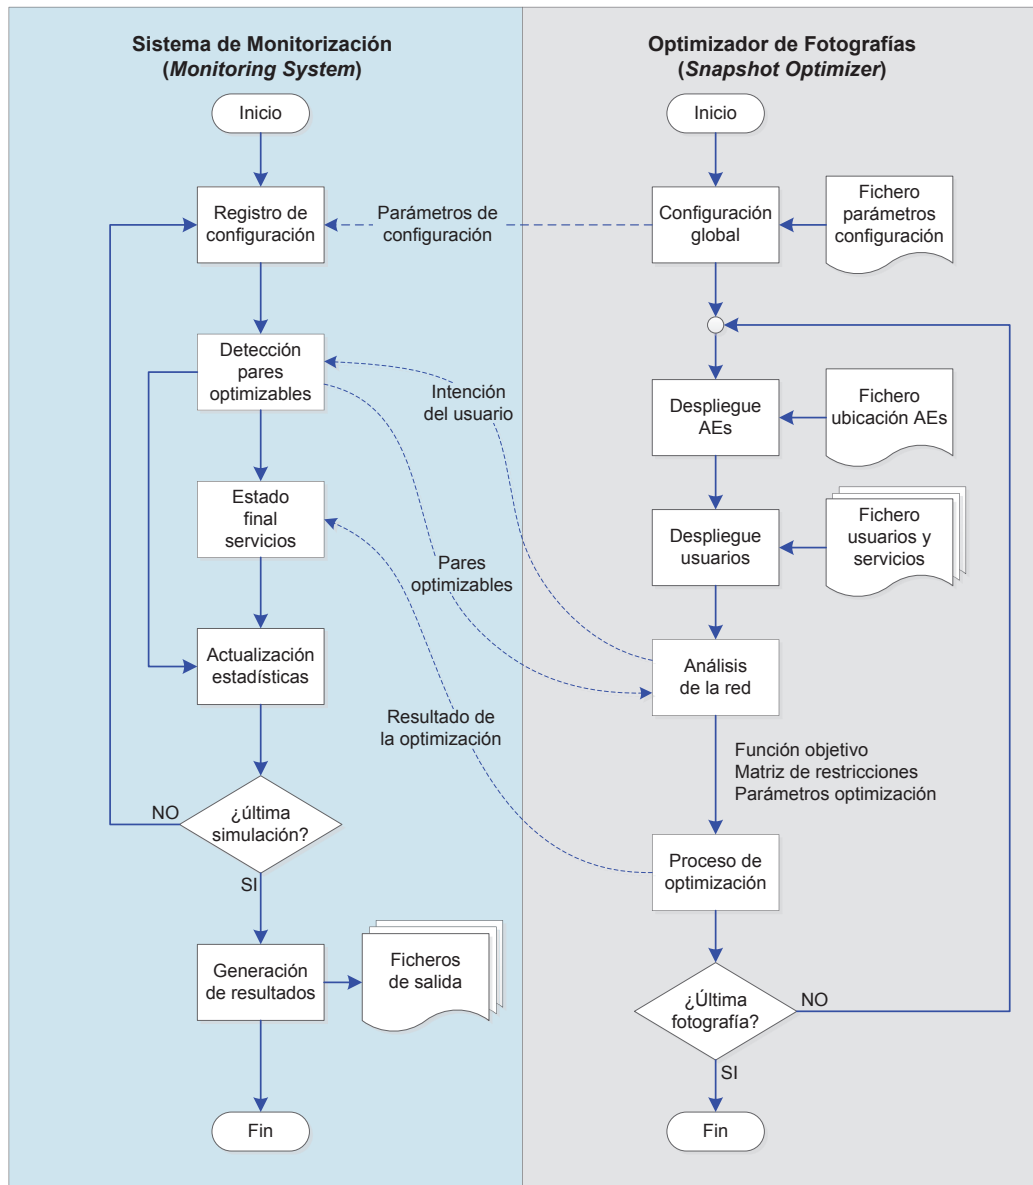 Sistema de Monitorización
(Monitoring System)
Inicio
Registro de
configuración
Detección
pares
optimizables
Estado
final
servicios
Actualización
estadísticas
¿última
simulación?
NO
SI
Generación
de resultados
Ficheros
de salida
Fin
Parámetros de
configuración
Intención
del usuario
Pares
optimizables
Resultado de
la optimización
Optimizador de Fotografías
(Snapshot Optimizer)
Inicio
Configuración
global
Fichero
parámetros
configuración
Despliegue
AEs
Fichero
ubicación AEs
Despliegue
usuarios
Fichero
usuarios y
servicios
Análisis
de la red
Función objetivo
Matriz de restricciones
Parámetros optimización
Proceso de
optimización
¿Última
fotografía?
NO
SI
Fin